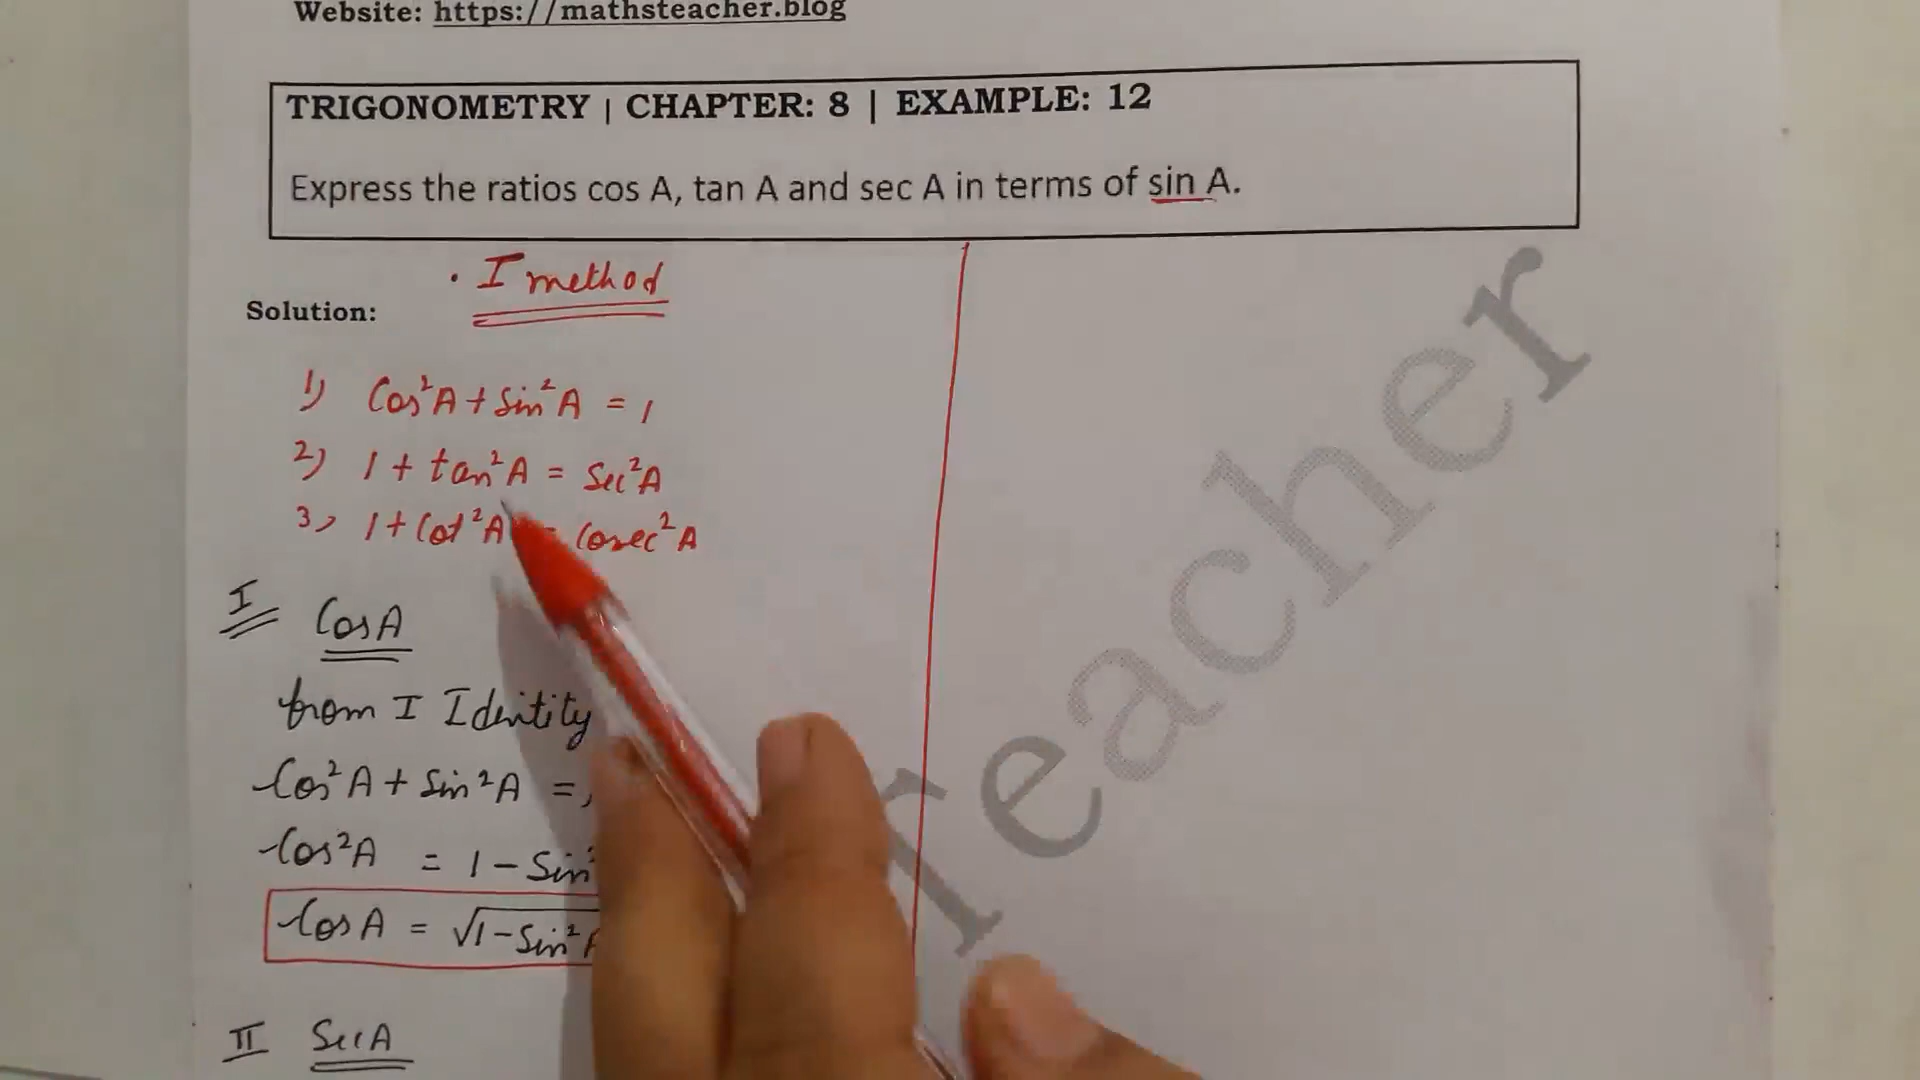 Website: https://mathsteacher.blog
TRIGONOMETRY | CHAPTER: 8 | EXAMPLE: 12
Express the ratios cos A, tan A and sec A in terms of sin A.
. I method
Solution:
1) Cos²A + Sin²A = 1
2) 1 + tan²A = Sec²A
3) 1 + Cot²A = Cosec²A
I CosA
from I Identity
Cos²A + Sin²A =
Cos²A = 1 - Sin²
CosA = √1-Sin²A
II SecA
Teacher